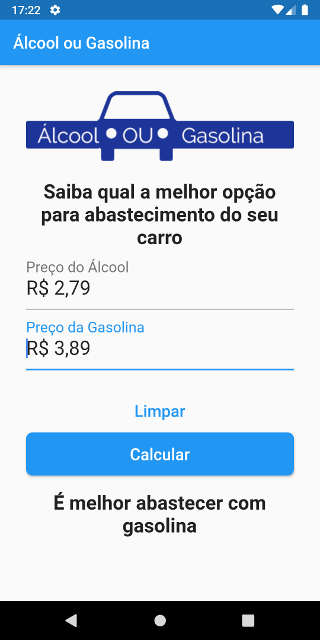 17:22
Álcool ou Gasolina
Álcool OU Gasolina
Saiba qual a melhor opção
para abastecimento do seu
carro
Preço do Álcool
R$ 2,79
Preço da Gasolina
R$ 3,89
Limpar
Calcular
É melhor abastecer com
gasolina